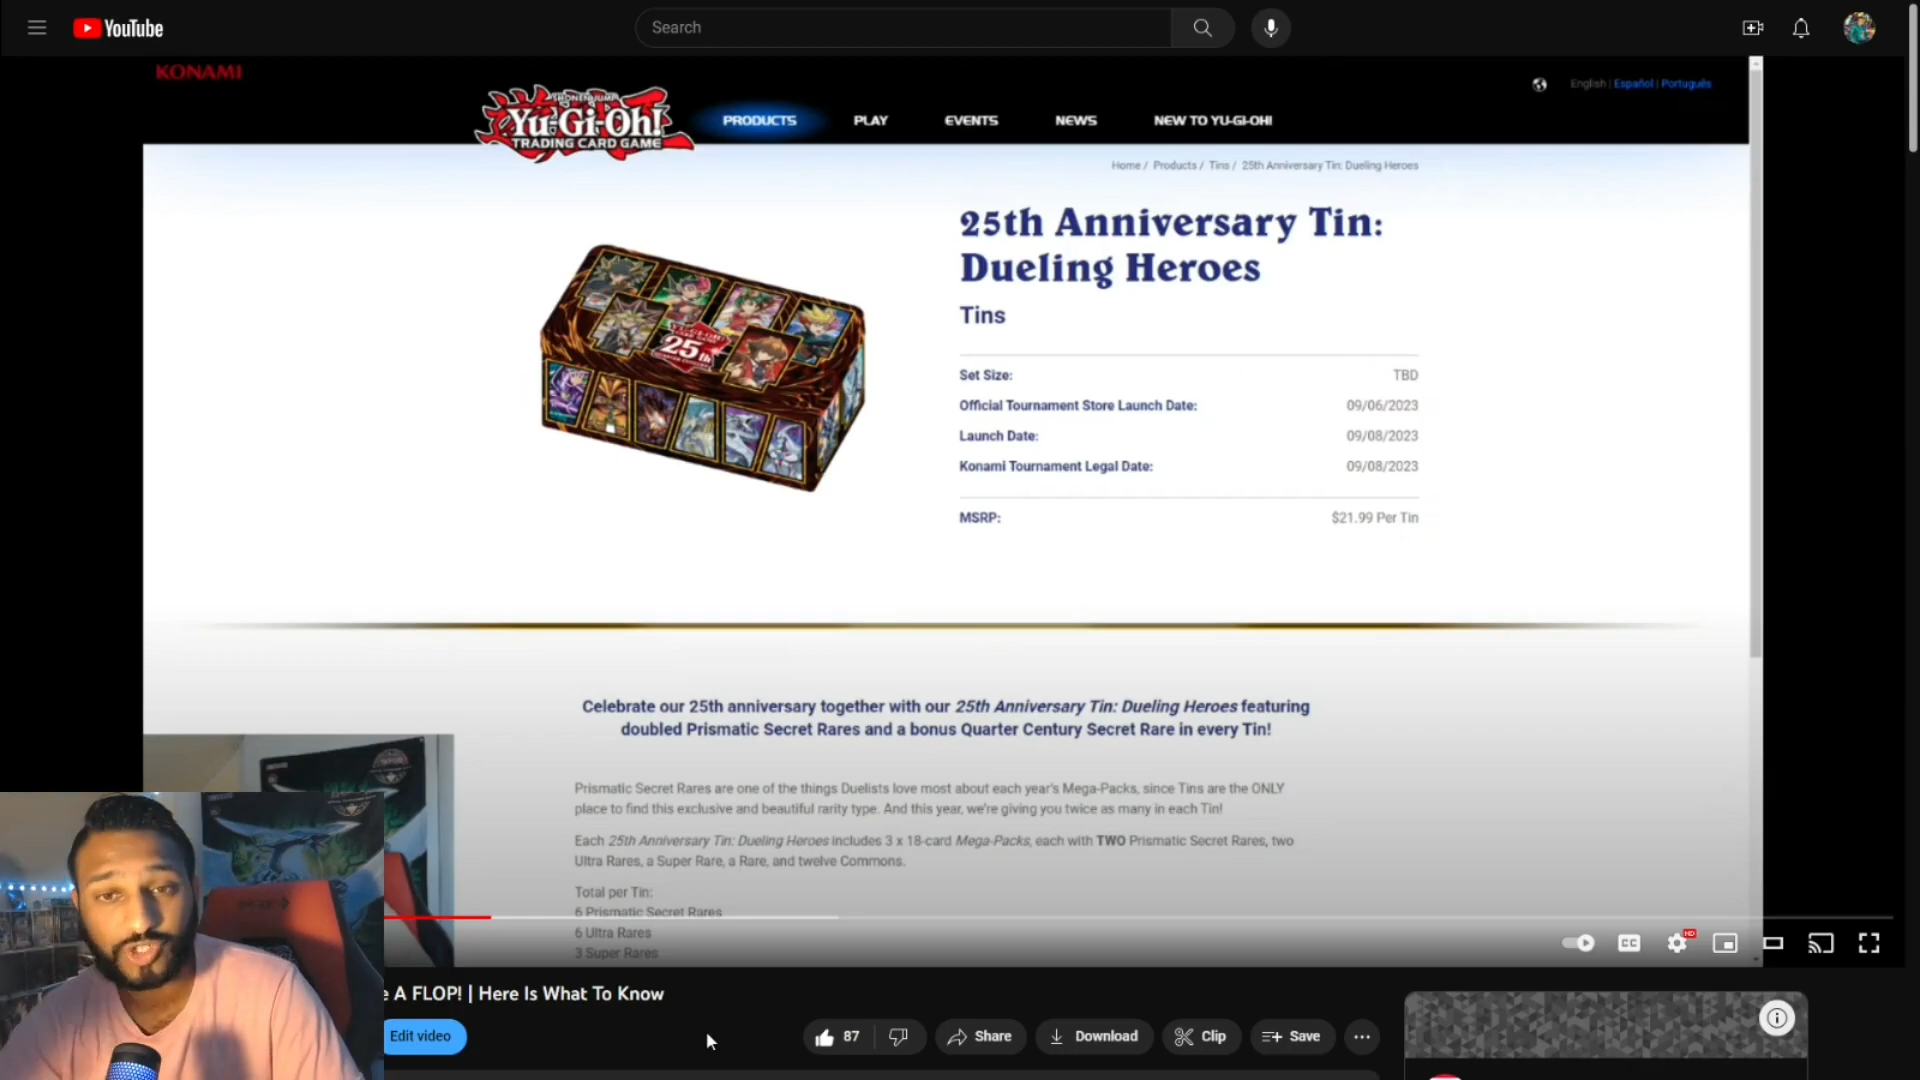 YouTube
Search
KONAMI
English | Español | Português
SHONEN JUMP
Yu-Gi-Oh!
TRADING CARD GAME
PRODUCTS
PLAY
EVENTS
NEWS
NEW TO YU-GI-OH!
Home / Products / Tins / 25th Anniversary Tin: Dueling Heroes
25th Anniversary Tin:
Dueling Heroes
Tins
Set Size: TBD
Official Tournament Store Launch Date: 09/06/2023
Launch Date: 09/08/2023
Konami Tournament Legal Date: 09/08/2023
MSRP: $21.99 Per Tin
25th
Celebrate our 25th anniversary together with our 25th Anniversary Tin: Dueling Heroes featuring
doubled Prismatic Secret Rares and a bonus Quarter Century Secret Rare in every Tin!
Prismatic Secret Rares are one of the things Duelists love most about each year's Mega-Packs, since Tins are the ONLY
place to find this exclusive and beautiful rarity type. And this year, we're giving you twice as many in each Tin!
Each 25th Anniversary Tin: Dueling Heroes includes 3 x 18-card Mega-Packs, each with TWO Prismatic Secret Rares, two
Ultra Rares, a Super Rare, a Rare, and twelve Commons.
Total per Tin:
6 Prismatic Secret Rares
6 Ultra Rares
3 Super Rares
CC
HD
e A FLOP! | Here Is What To Know
Edit video
87
Share
Download
Clip
Save